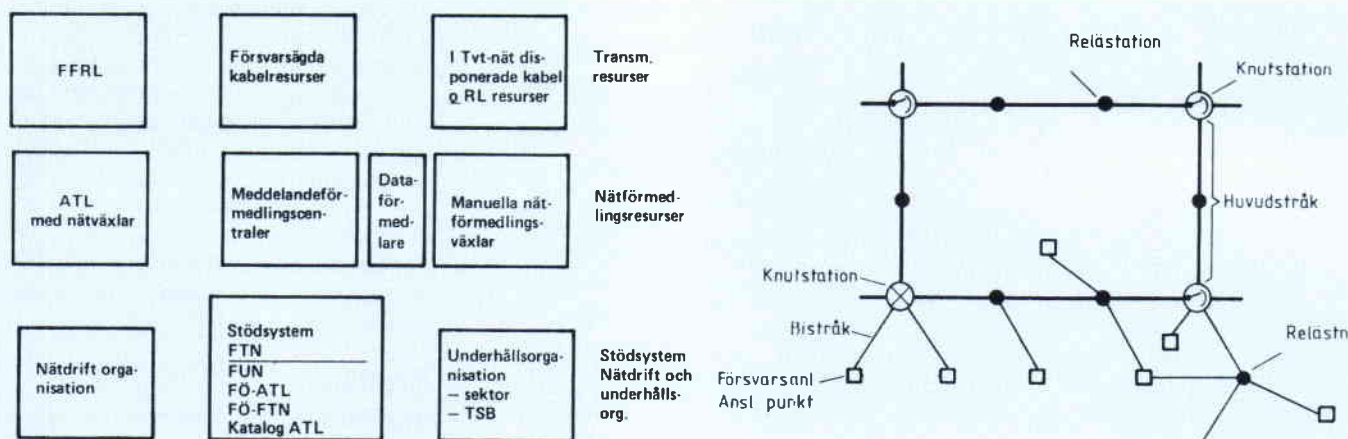 FFRL
Försvarsägda
kabelresurser
I Tvt-nät dis-
ponerade kabel
o RL resurser
Transm.
resurser
ATL
med nätväxlar
Meddelandeför-
medlingscen-
traler
Data-
för-
med-
lare
Manuella nät-
förmedlings-
växlar
Nätförmed-
lingsresurser
Nätdrift orga-
nisation
Stödsystem
FTN
FUN
FÖ-ATL
FÖ-FTN
Katalog ATL
Underhållsorga-
nisation
– sektor
– TSB
Stödsystem
Nätdrift och
underhålls-
org.
Relästation
Knutstation
Huvudstråk
Knutstation
Bistråk
Relästn
Försvarsanl
Ansl punkt